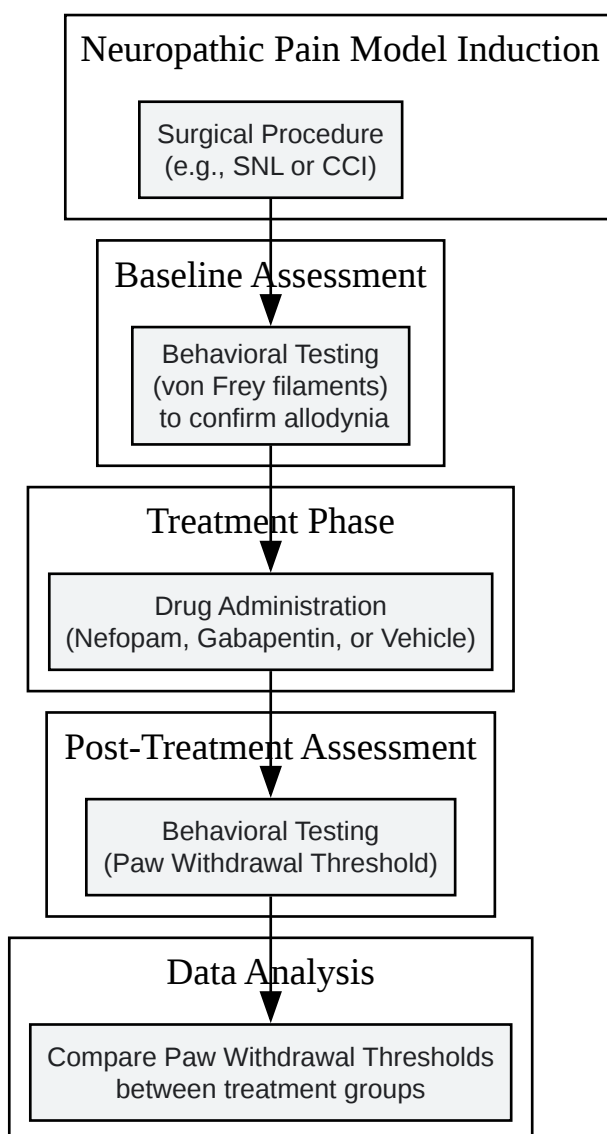 Neuropathic Pain Model Induction
Surgical Procedure
(e.g., SNL or CCI)
Baseline Assessment
Behavioral Testing
(von Frey filaments)
to confirm allodynia
Treatment Phase
Drug Administration
(Nefopam, Gabapentin, or Vehicle)
Post-Treatment Assessment
Behavioral Testing
(Paw Withdrawal Threshold)
Data Analysis
Compare Paw Withdrawal Thresholds
between treatment groups